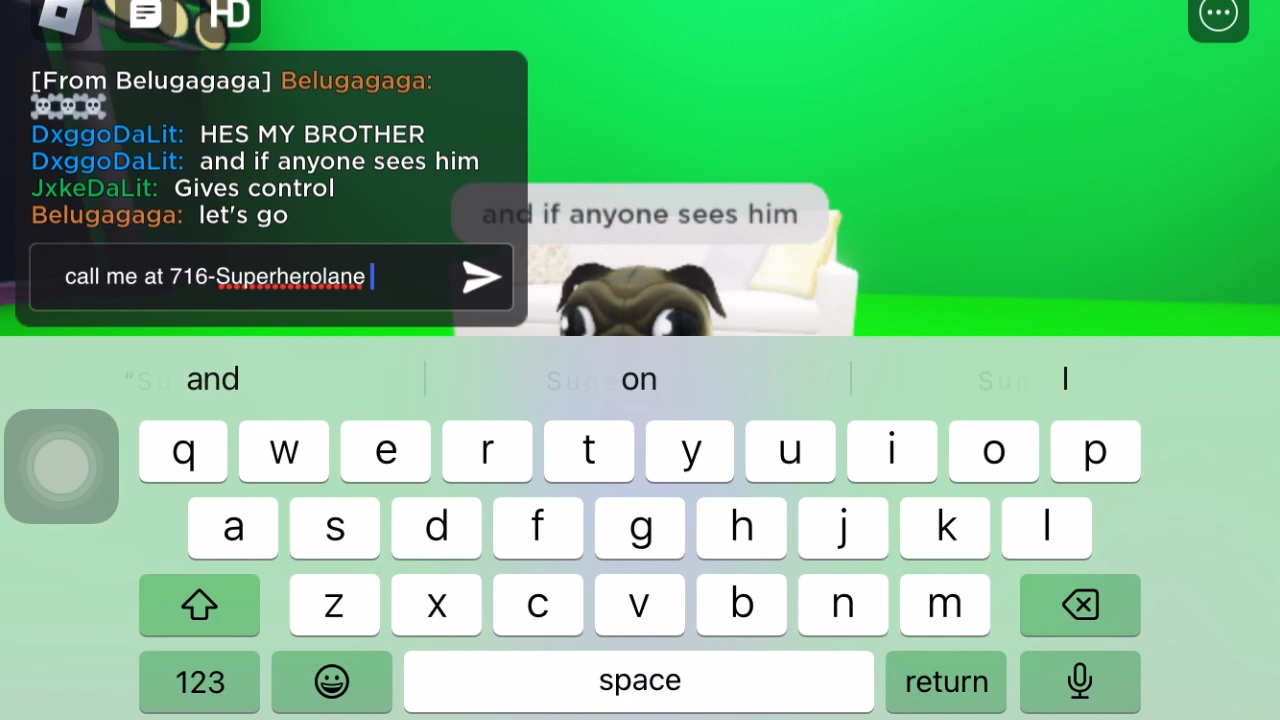 HD
[From Belugagaga] Belugagaga:
☠☠☠
DxggoDaLit: HES MY BROTHER
DxggoDaLit: and if anyone sees him
JxkeDaLit: Gives control
Belugagaga: let's go
and if anyone sees him
call me at 716-Superherolane
and on I
q w e r t y u i o p
a s d f g h j k l
z x c v b n m
123 space return